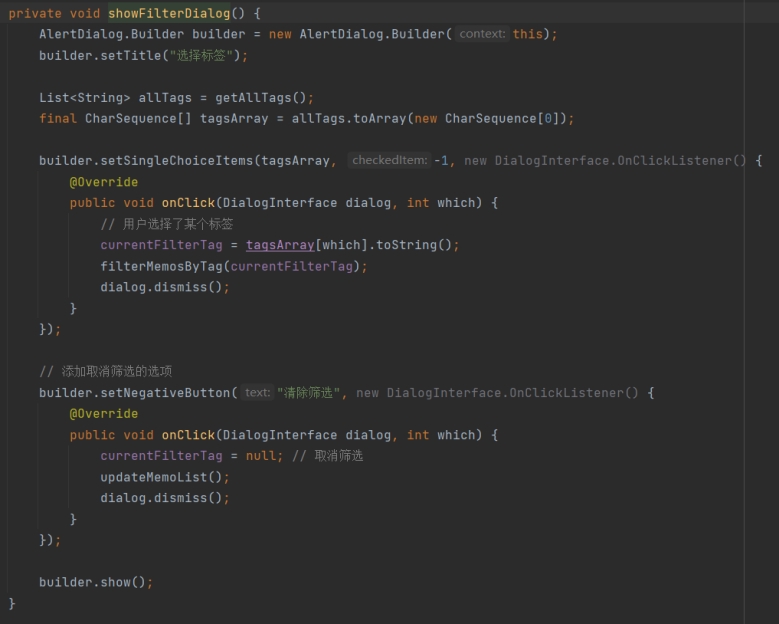 private void showFilterDialog() {
    AlertDialog.Builder builder = new AlertDialog.Builder( context: this);
    builder.setTitle("选择标签");

    List<String> allTags = getAllTags();
    final CharSequence[] tagsArray = allTags.toArray(new CharSequence[0]);

    builder.setSingleChoiceItems(tagsArray, checkedItem: -1, new DialogInterface.OnClickListener() {
        @Override
        public void onClick(DialogInterface dialog, int which) {
            // 用户选择了某个标签
            currentFilterTag = tagsArray[which].toString();
            filterMemosByTag(currentFilterTag);
            dialog.dismiss();
        }
    });

    // 添加取消筛选的选项
    builder.setNegativeButton( text: "清除筛选", new DialogInterface.OnClickListener() {
        @Override
        public void onClick(DialogInterface dialog, int which) {
            currentFilterTag = null; // 取消筛选
            updateMemoList();
            dialog.dismiss();
        }
    });

    builder.show();
}